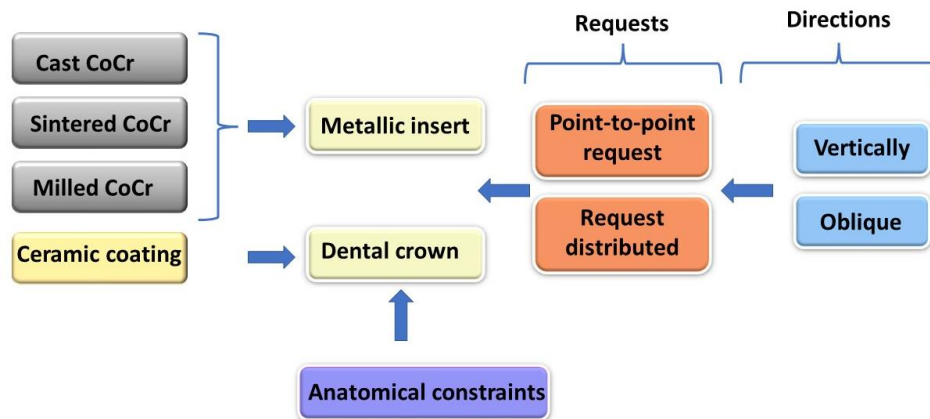 Requests
Directions
Cast CoCr
Sintered CoCr
Milled CoCr
Ceramic coating
Metallic insert
Dental crown
Point-to-point
request
Request
distributed
Vertically
Oblique
Anatomical constraints